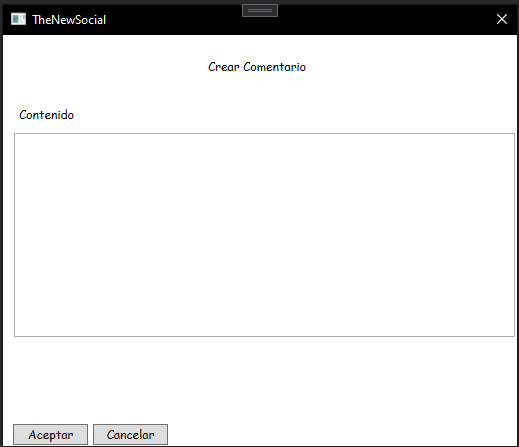 TheNewSocial
Crear Comentario
Contenido
Aceptar Cancelar